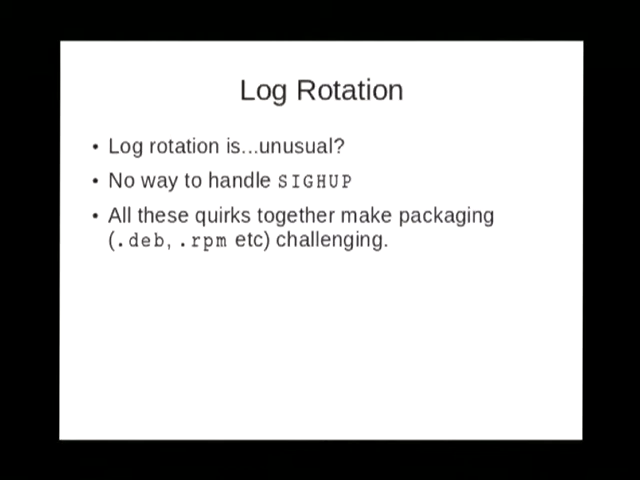 Log Rotation
• Log rotation is...unusual?
• No way to handle SIGHUP
• All these quirks together make packaging
(.deb, .rpm etc) challenging.